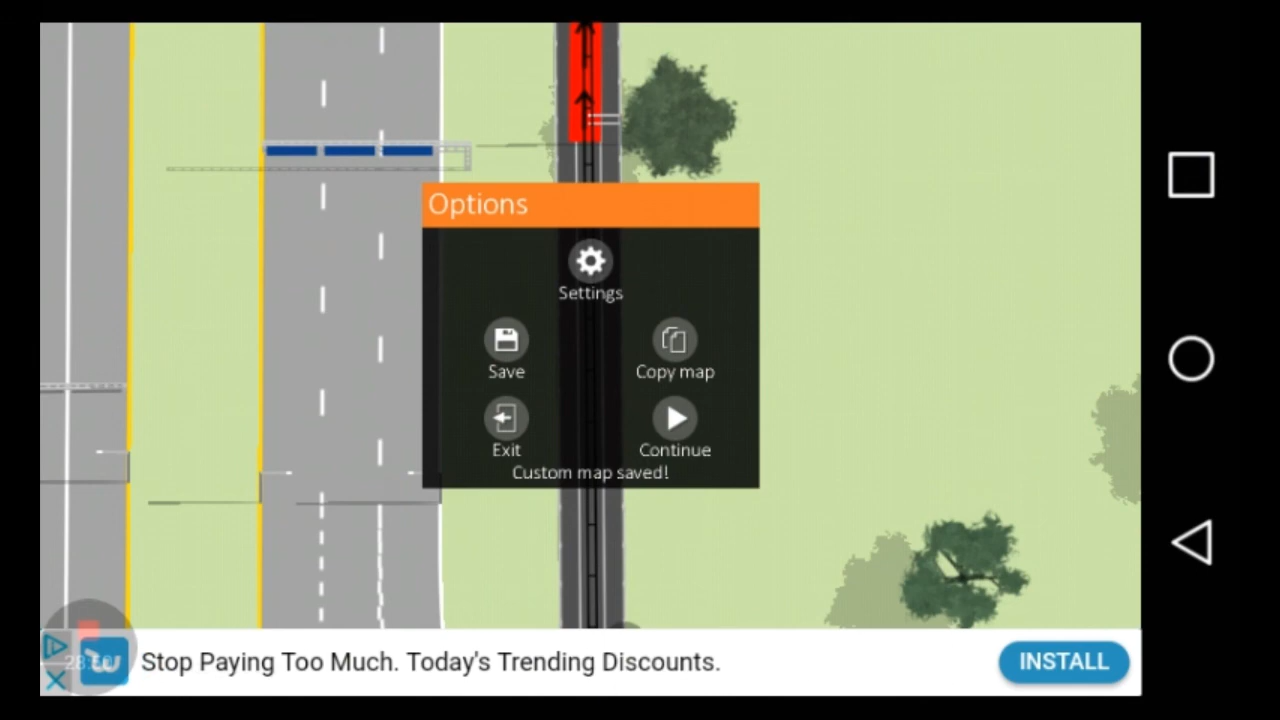 Options
Settings
Save
Copy map
Exit
Continue
Custom map saved!
Stop Paying Too Much. Today's Trending Discounts.
INSTALL